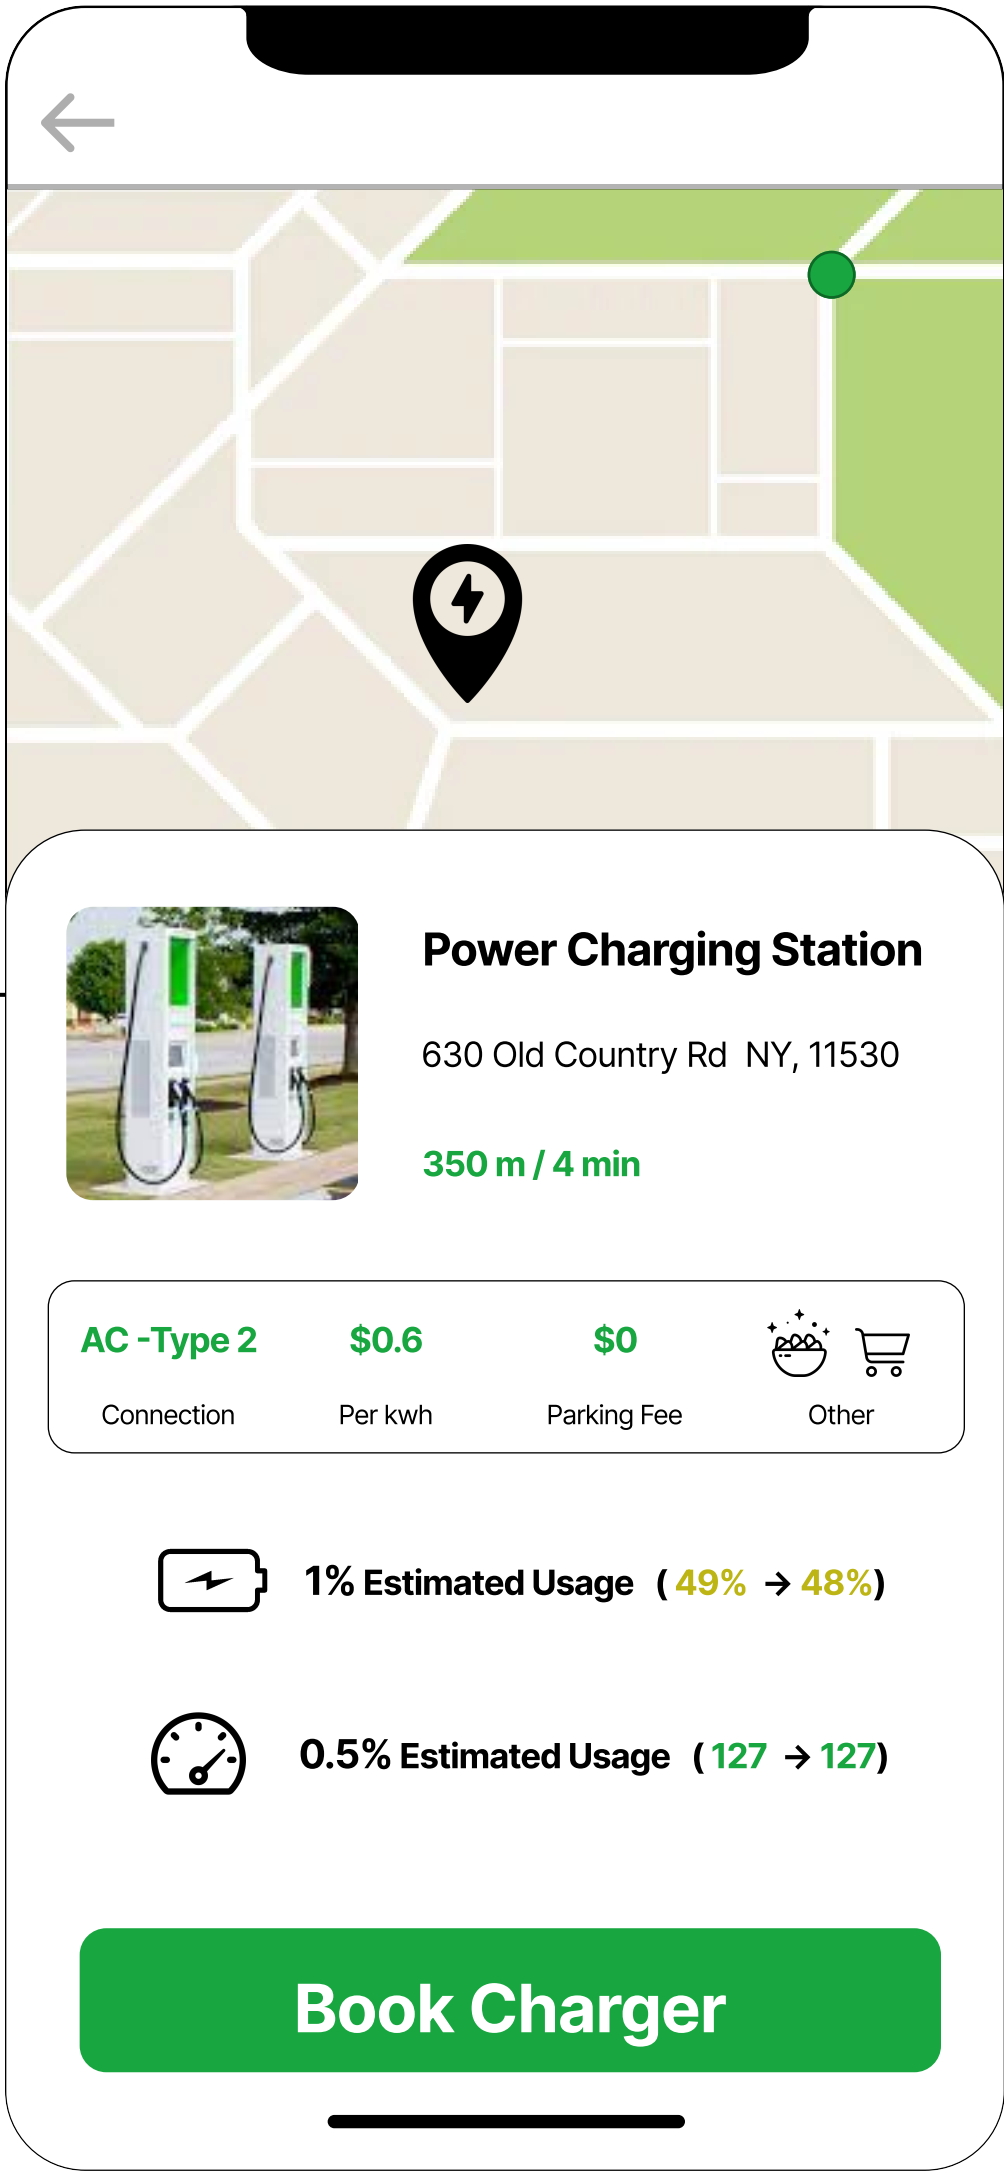 Power Charging Station
630 Old Country Rd  NY, 11530
350 m / 4 min
AC -Type 2 $0.6 $0
Connection Per kwh Parking Fee Other
1% Estimated Usage ( 49% → 48%)
0.5% Estimated Usage ( 127 → 127)
Book Charger